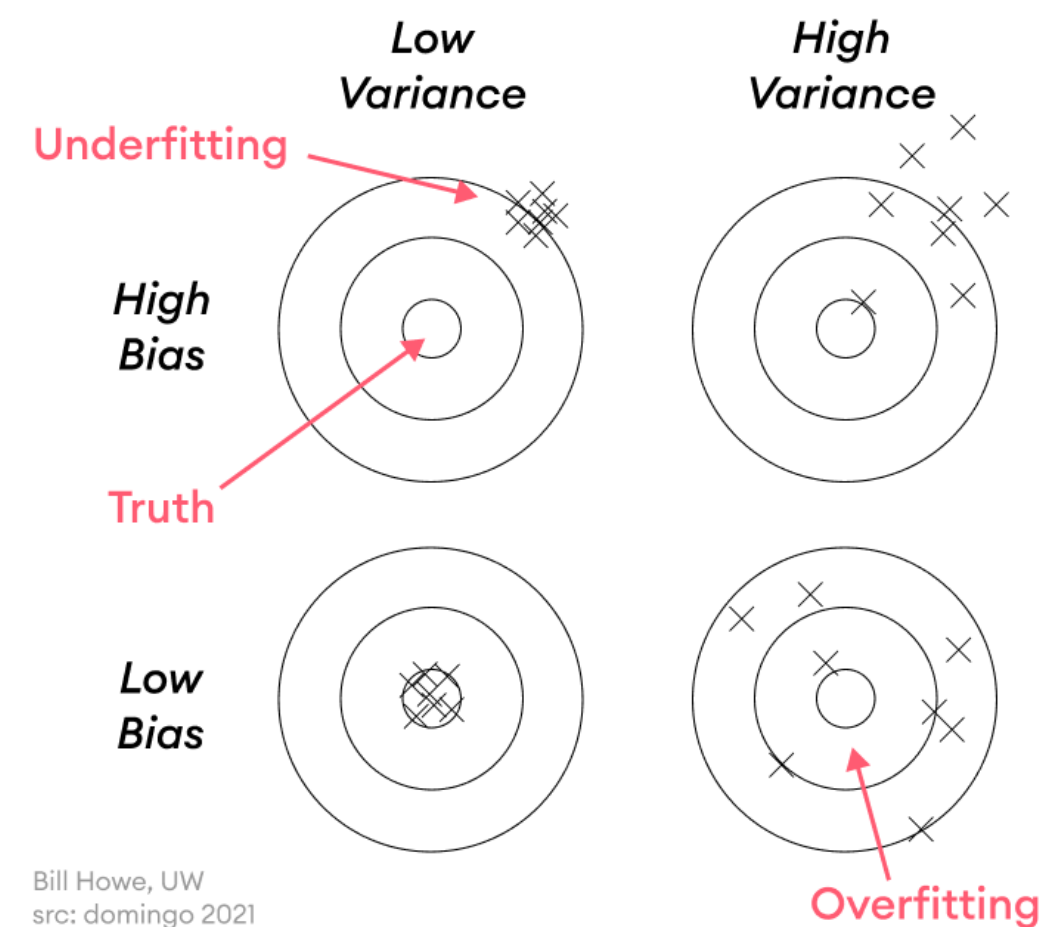 Low
Variance
High
Variance
Underfitting
High
Bias
Truth
Low
Bias
Overfitting
Bill Howe, UW
src: domingo 2021